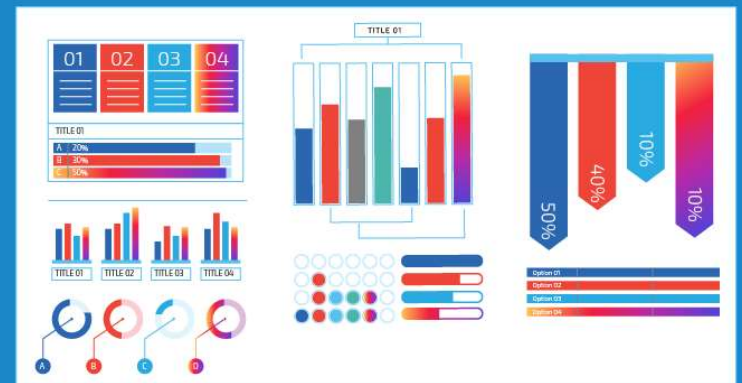 01 02 03 04
TITLE 01
A 20%
B 30%
C 50%
TITLE 01 TITLE 02 TITLE 03 TITLE 04
A B C D
TITLE 01
50%
40%
10%
10%
Option 01
Option 02
Option 03
Option 04